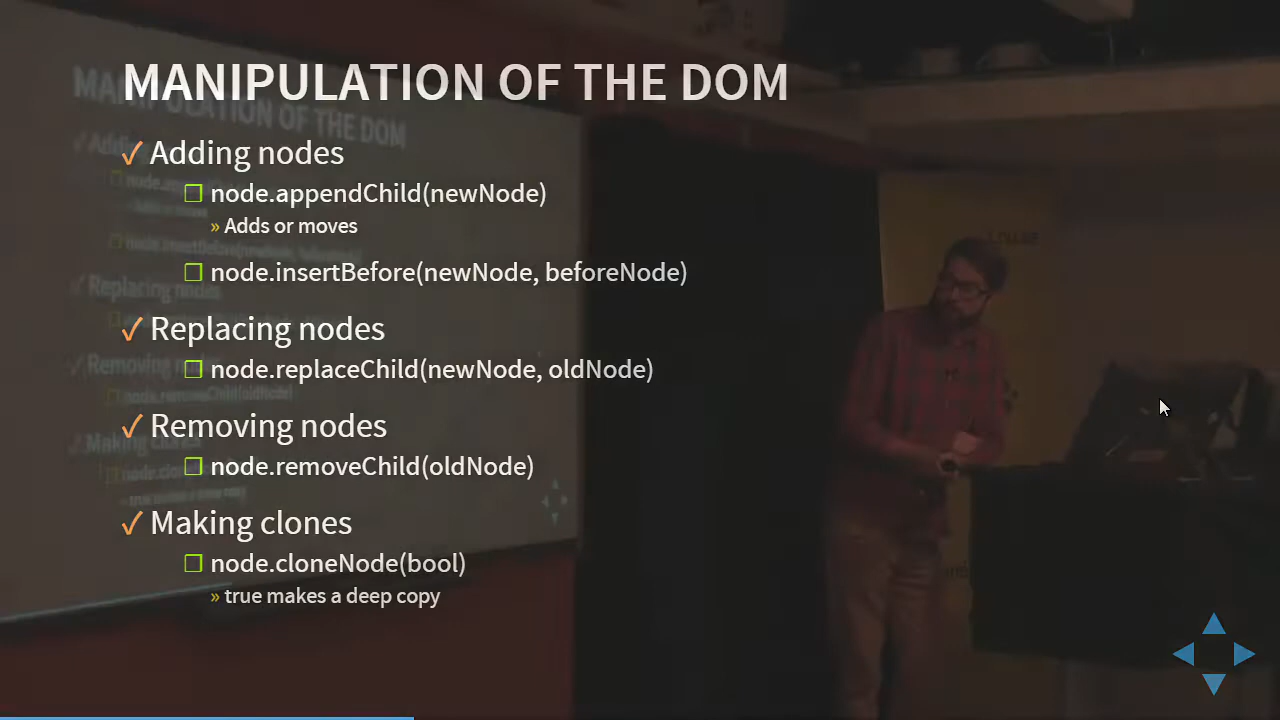 MANIPULATION OF THE DOM
✓ Adding nodes
❐ node.appendChild(newNode)
» Adds or moves
❐ node.insertBefore(newNode, beforeNode)
✓ Replacing nodes
❐ node.replaceChild(newNode, oldNode)
✓ Removing nodes
❐ node.removeChild(oldNode)
✓ Making clones
❐ node.cloneNode(bool)
» true makes a deep copy